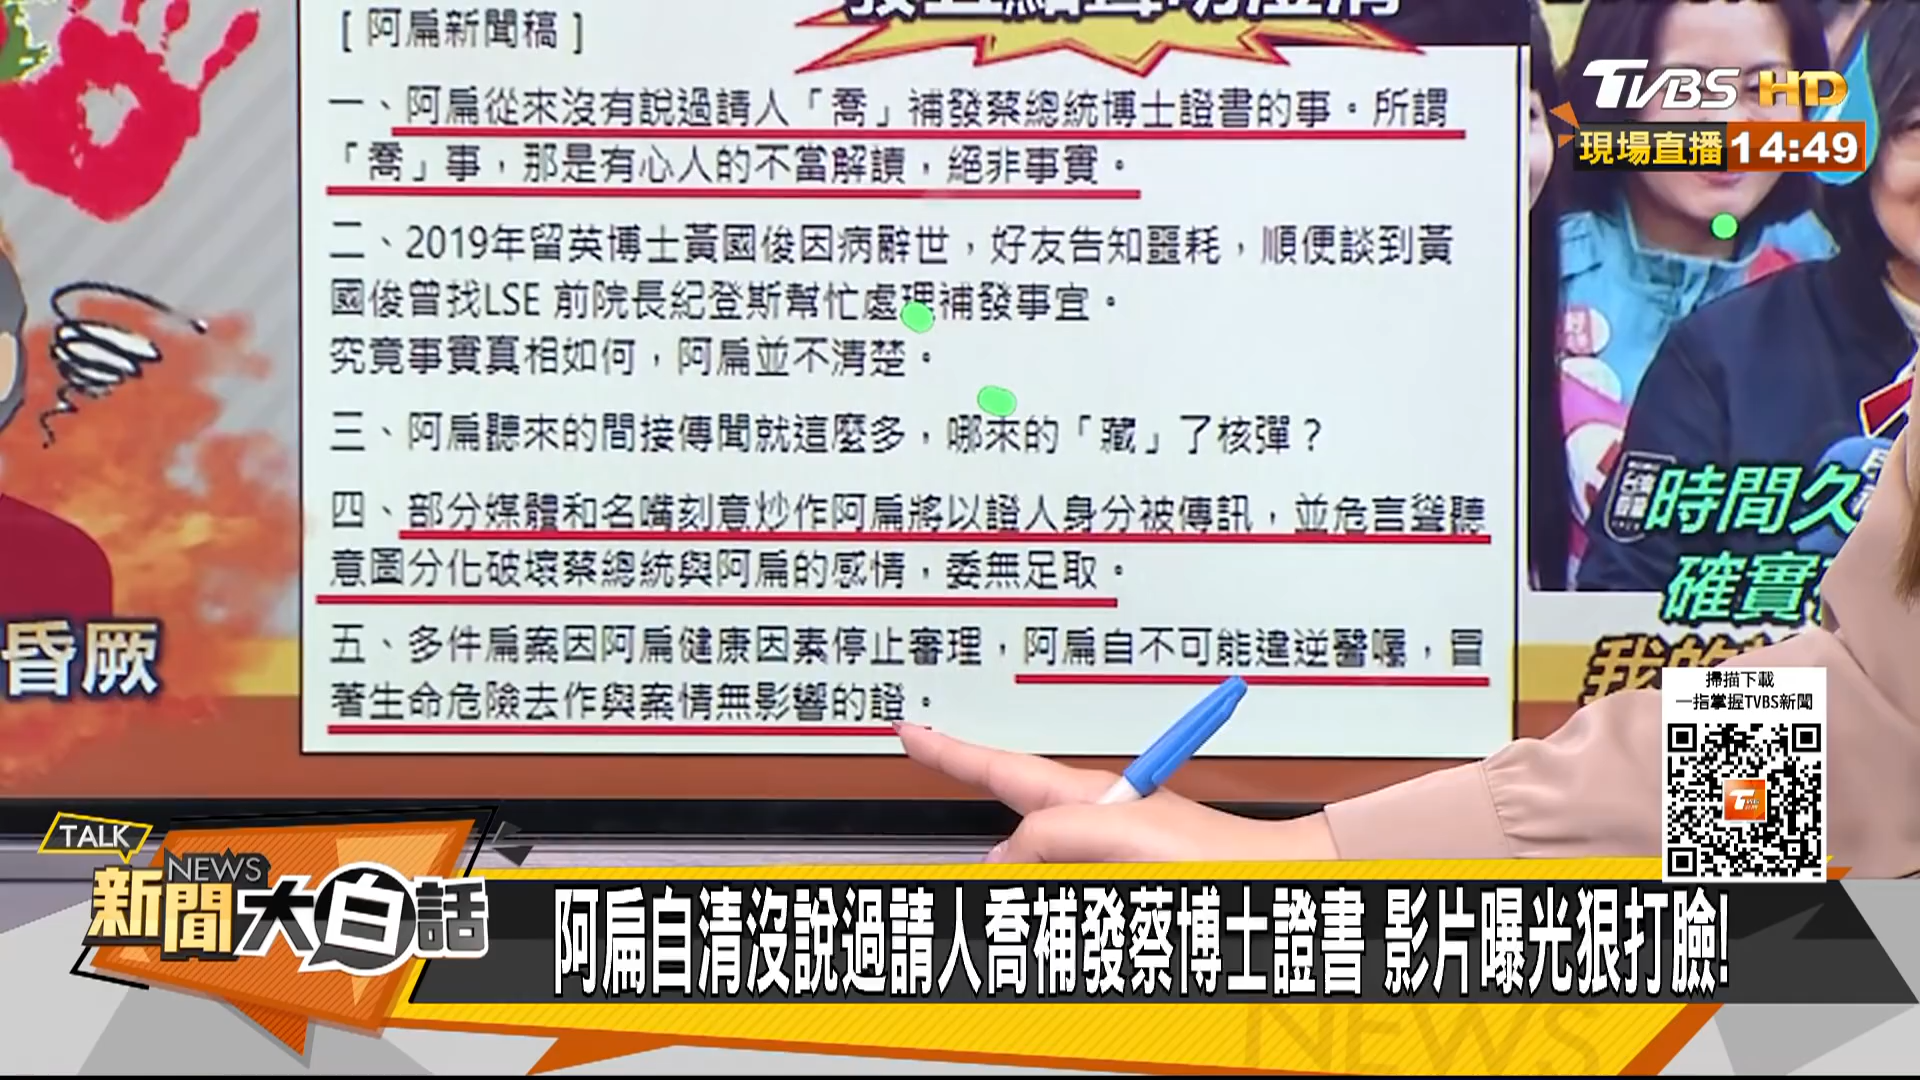 [ 阿扁新聞稿 ]
一、阿扁從來沒有說過請人「喬」補發蔡總統博士證書的事。所謂
「喬」事，那是有心人的不當解讀，絕非事實。
二、2019年留英博士黃國俊因病辭世，好友告知噩耗，順便談到黃
國俊曾找LSE 前院長紀登斯幫忙處理補發事宜。
究竟事實真相如何，阿扁並不清楚。
三、阿扁聽來的間接傳聞就這麼多，哪來的「藏」了核彈？
四、部分媒體和名嘴刻意炒作阿扁將以證人身分被傳訊，並危言聳聽
意圖分化破壞蔡總統與阿扁的感情，委無足取。
五、多件扁案因阿扁健康因素停止審理，阿扁自不可能違逆醫囑，冒
著生命危險去作與案情無影響的證。
昏厥
TVBS HD
現場直播 14:49
時間久
確實
掃描下載
一指掌握TVBS新聞
TALK
NEWS
新聞大白話
阿扁自清沒說過請人喬補發蔡博士證書 影片曝光狠打臉!
NEWS